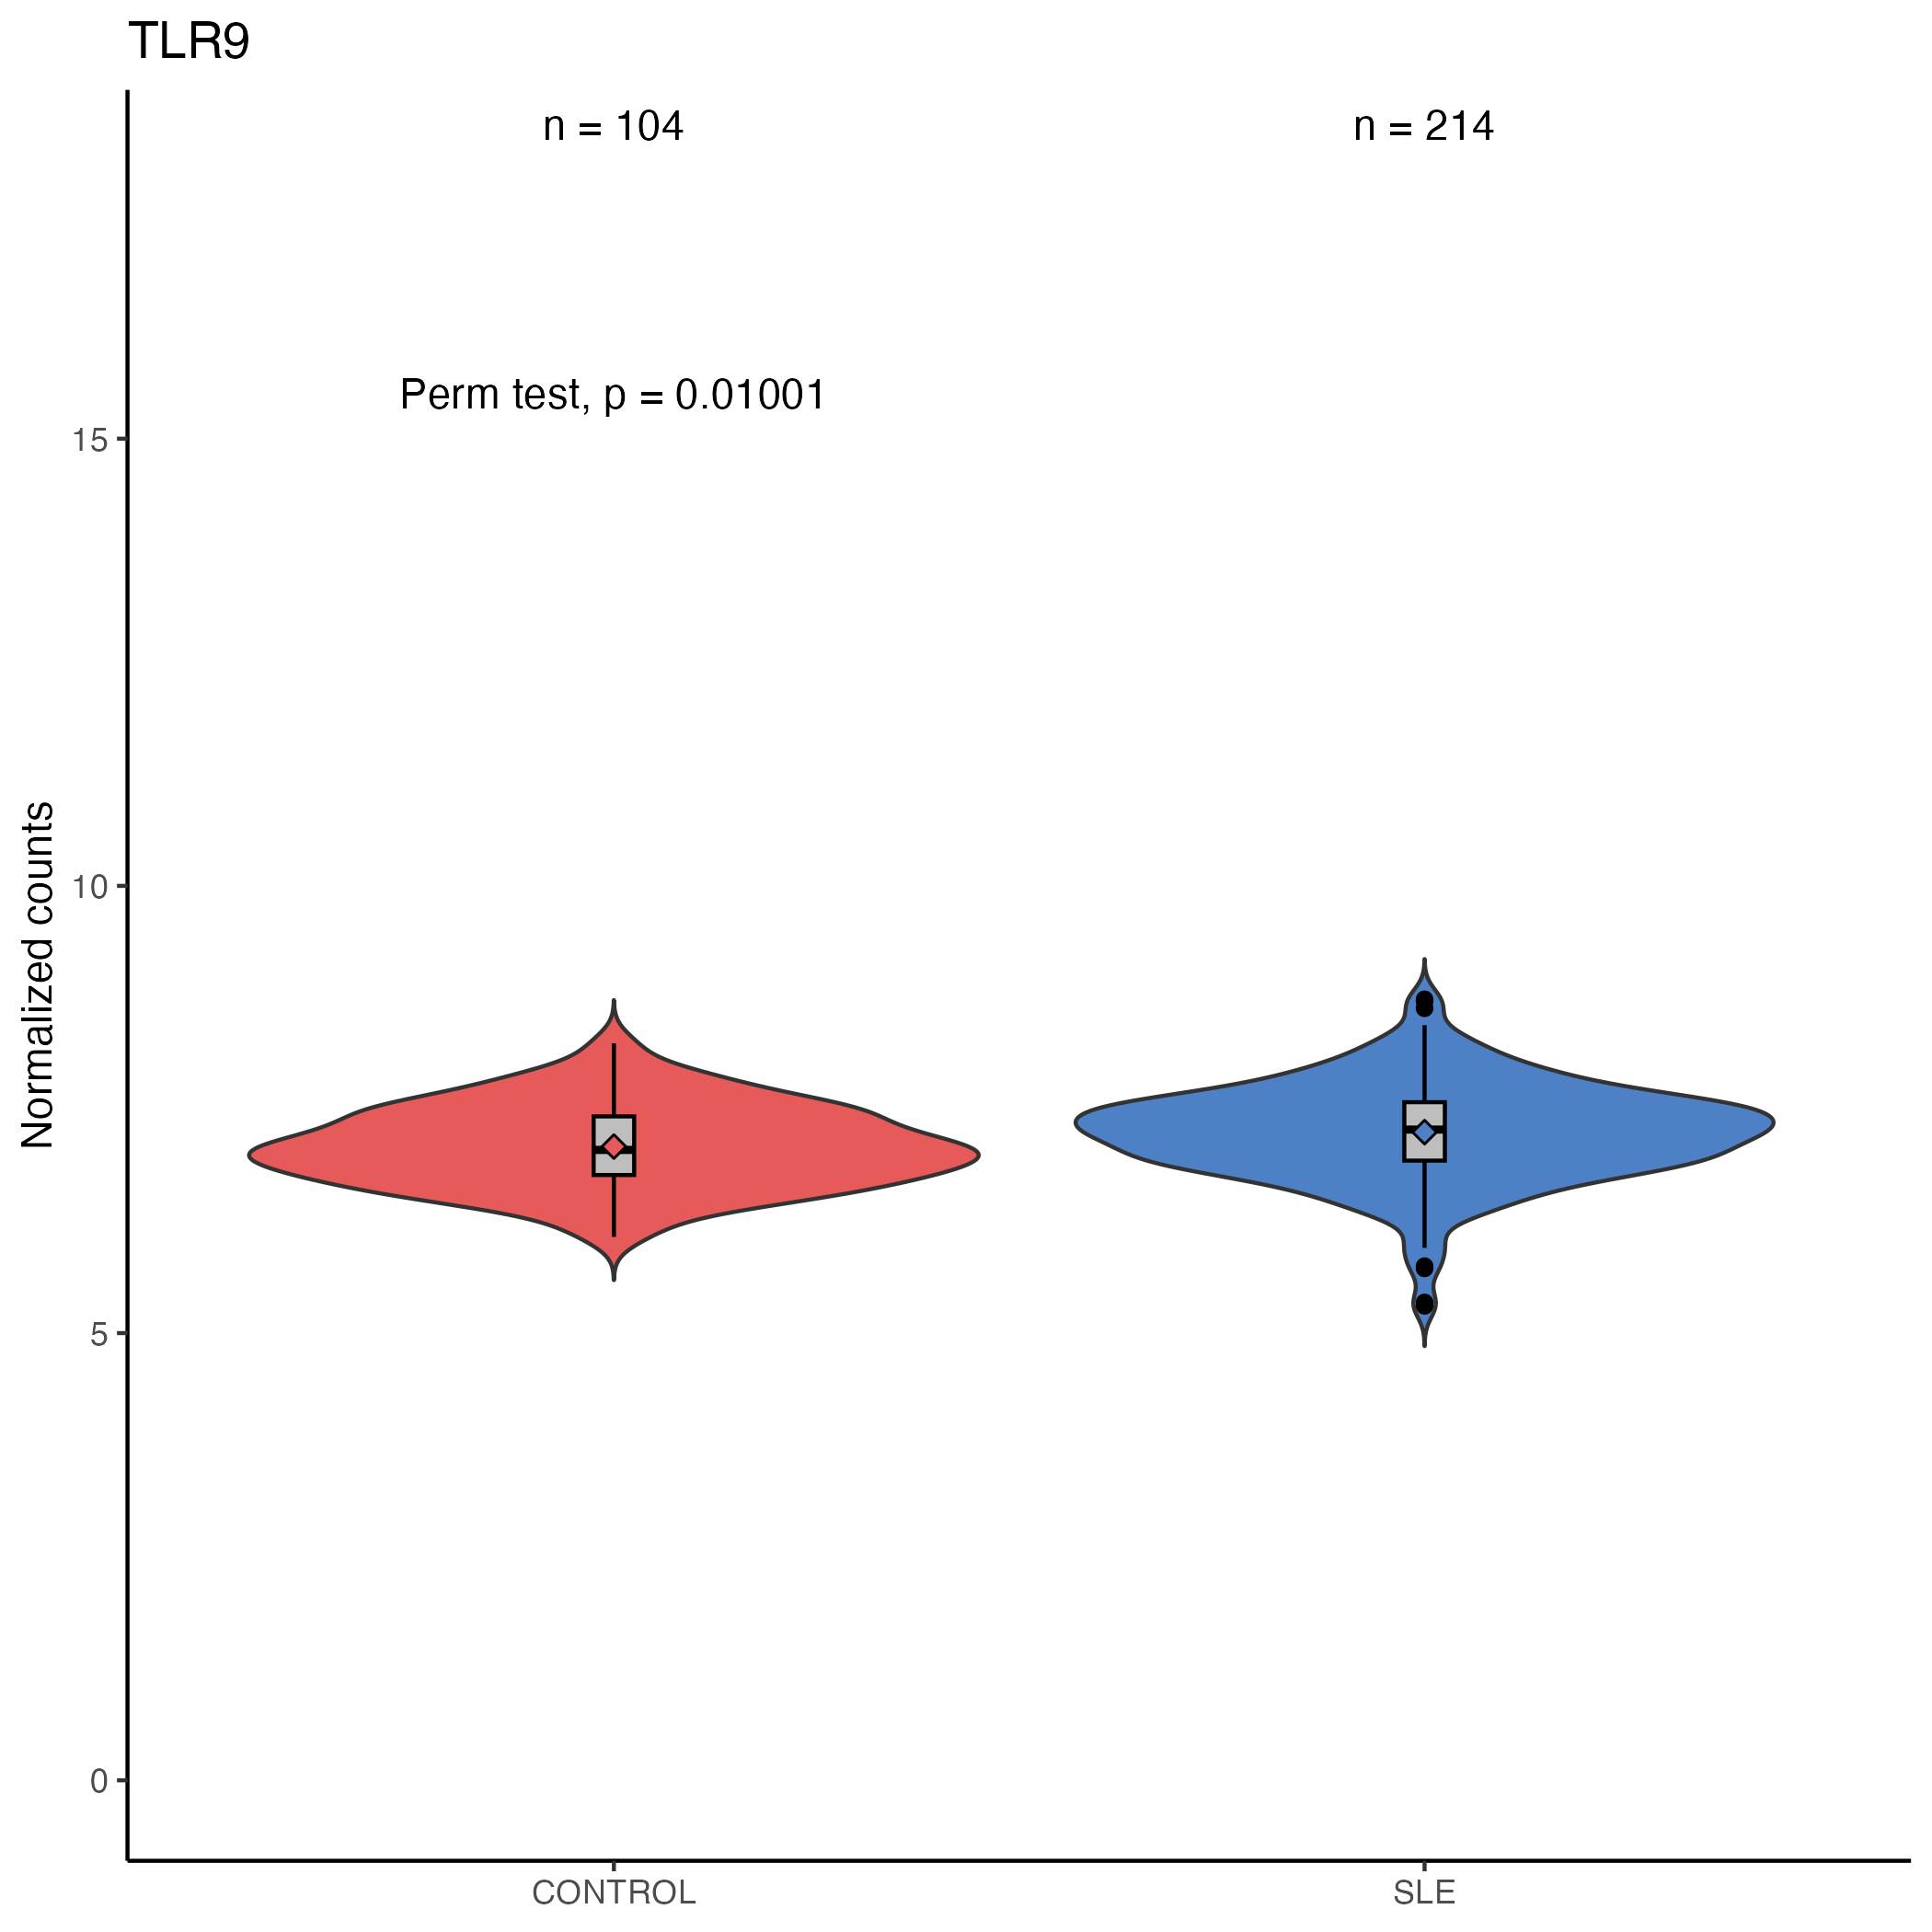 TLR9
n = 104
n = 214
Perm test, p = 0.01001
15
10
5
0
Normalized counts
CONTROL
SLE